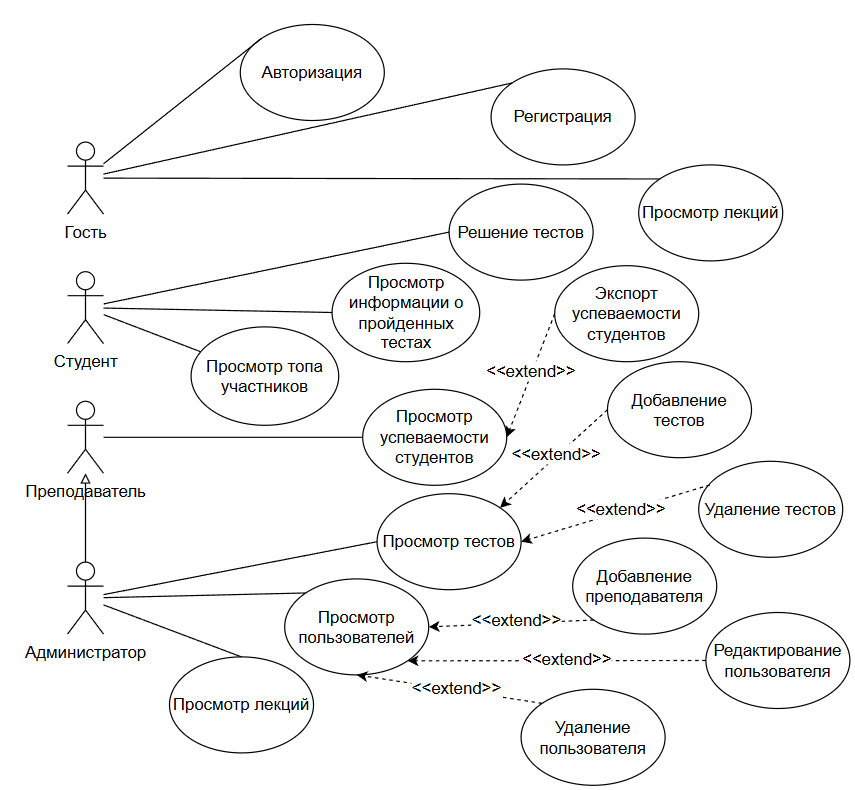 Авторизация
Регистрация
Просмотр лекций
Гость
Решение тестов
Просмотр
информации о
пройденных
тестах
Экспорт
успеваемости
студентов
Студент
Просмотр топа
участников
<<extend>>
Добавление
тестов
Просмотр
успеваемости
студентов
<<extend>>
Преподаватель
Удаление тестов
<<extend>>
Просмотр тестов
Добавление
преподавателя
Просмотр
пользователей
<<extend>>
Администратор
Редактирование
пользователя
<<extend>>
<<extend>>
Просмотр лекций
Удаление
пользователя